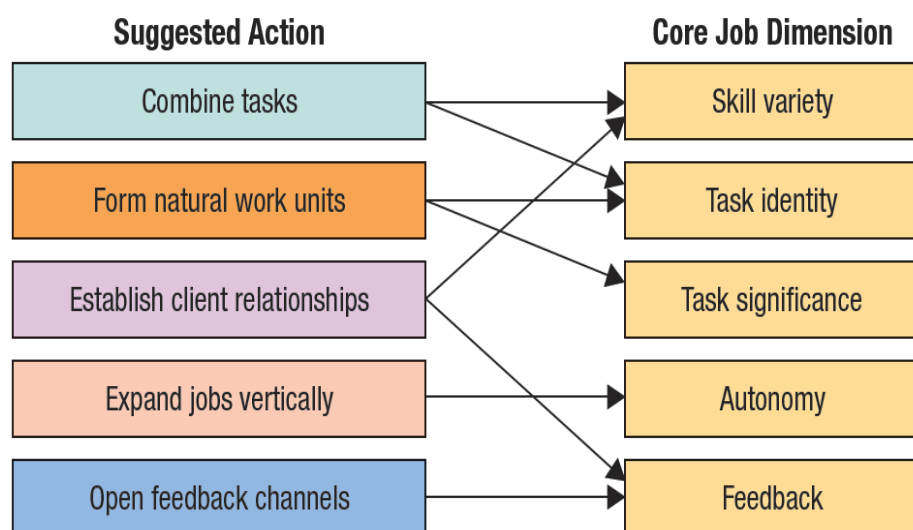 Suggested Action
Core Job Dimension
Combine tasks
Skill variety
Form natural work units
Task identity
Establish client relationships
Task significance
Expand jobs vertically
Autonomy
Open feedback channels
Feedback